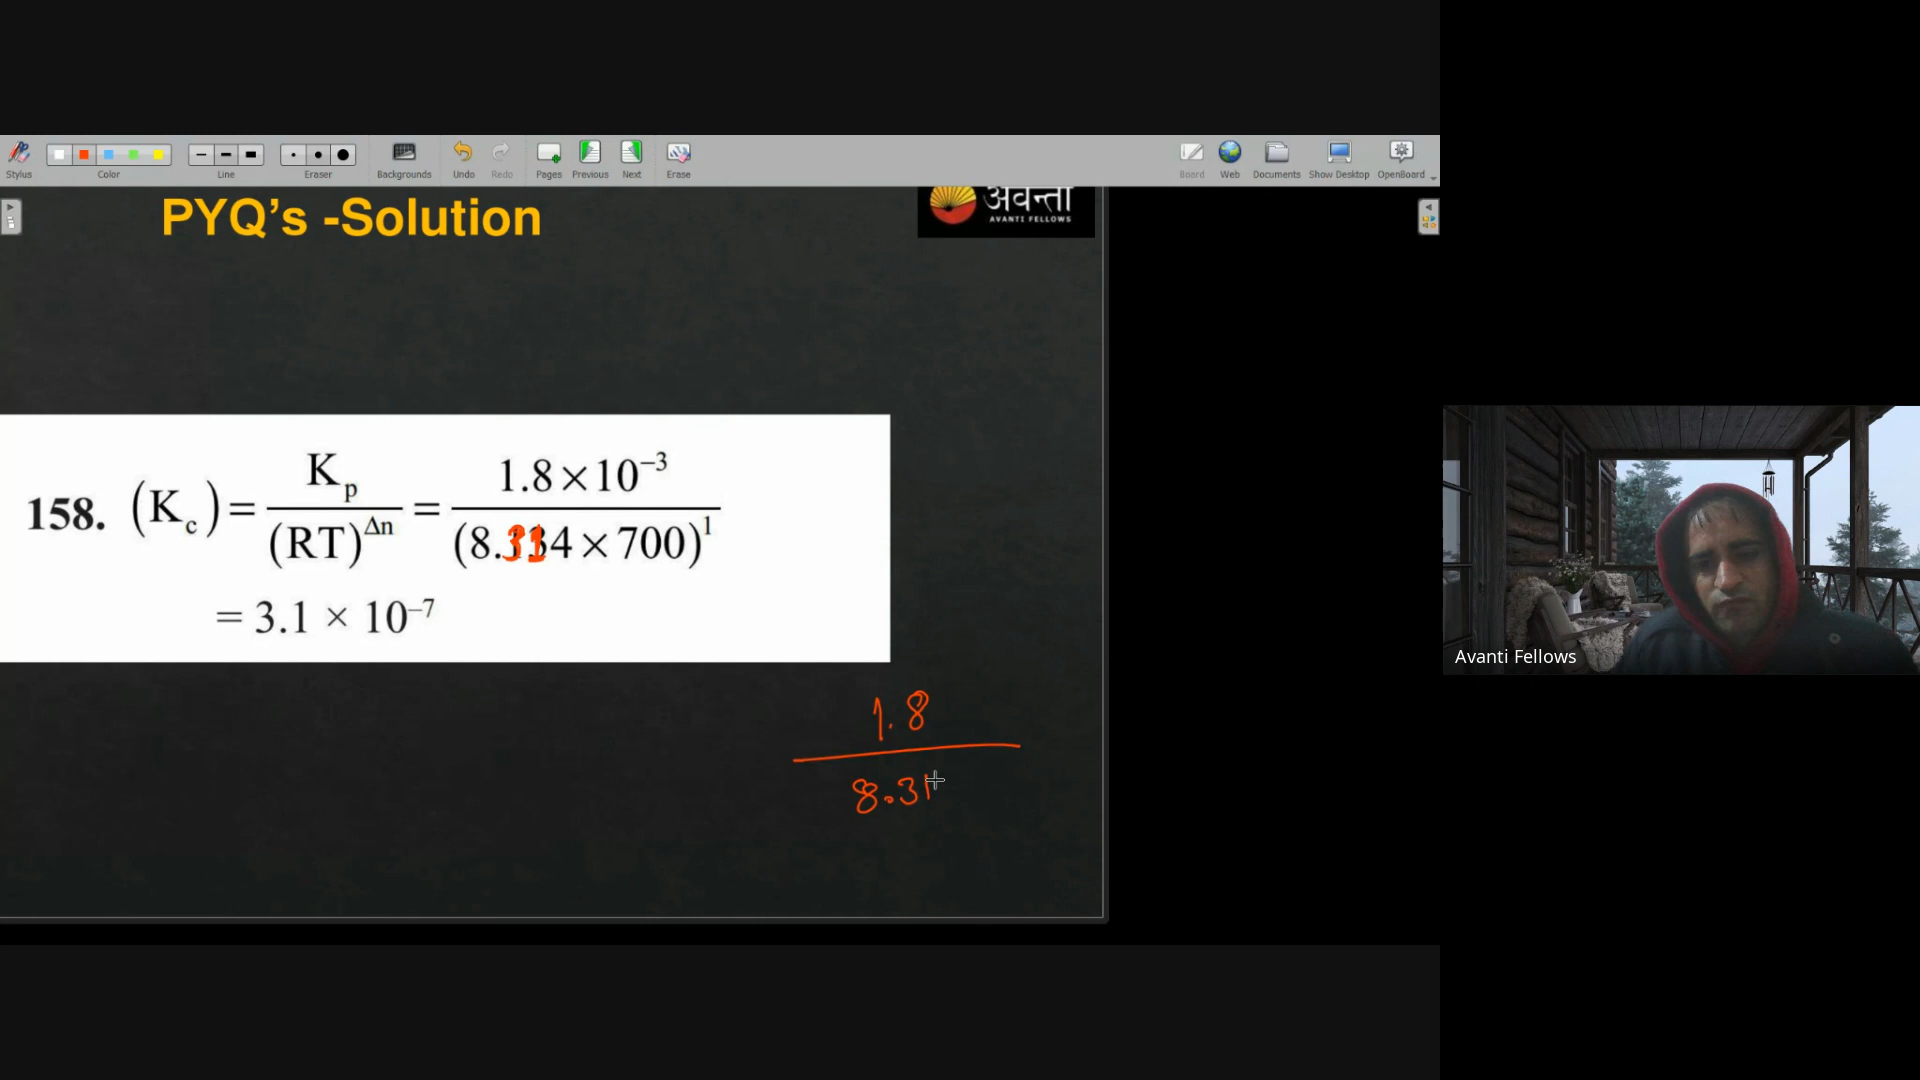 Stylus Color Line Eraser Backgrounds Undo Redo Pages Previous Next Erase Board Web Documents Show Desktop OpenBoard
PYQ’s -Solution
अवन्ती
AVANTI FELLOWS
158. (K_c) = K_p / (RT)^Δn = 1.8×10^–3 / (8.314×700)^1
= 3.1 × 10^–7
1.8
8.31
Avanti Fellows